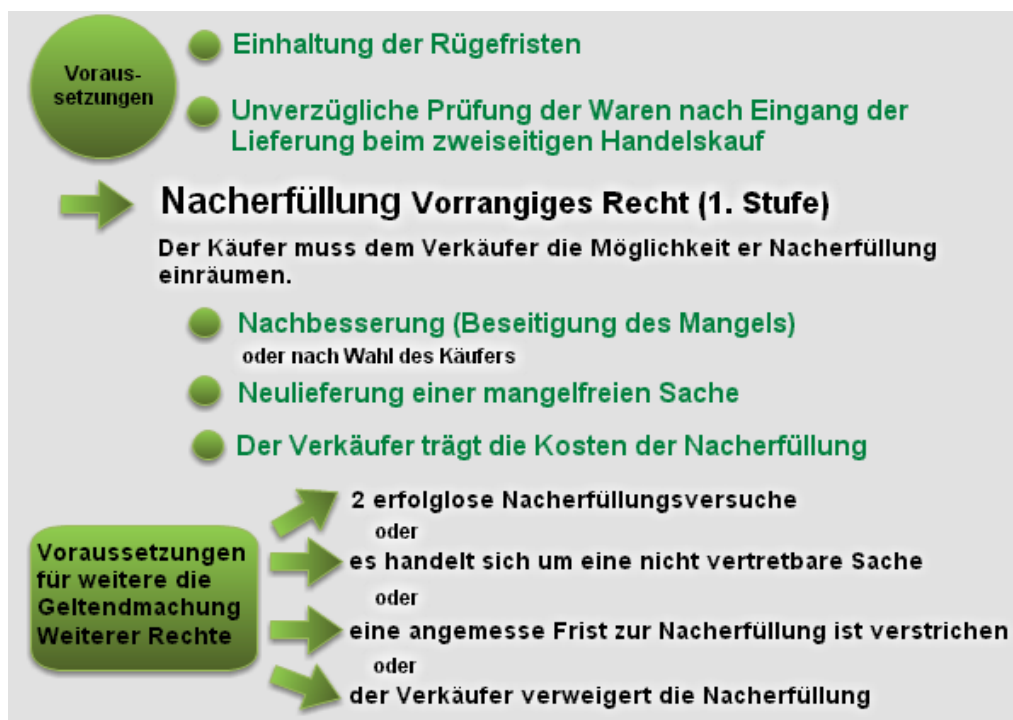 Voraus-
setzungen
Einhaltung der Rügefristen
Unverzügliche Prüfung der Waren nach Eingang der
Lieferung beim zweiseitigen Handelskauf
Nacherfüllung Vorrangiges Recht (1. Stufe)
Der Käufer muss dem Verkäufer die Möglichkeit er Nacherfüllung
einräumen.
Nachbesserung (Beseitigung des Mangels)
oder nach Wahl des Käufers
Neulieferung einer mangelfreien Sache
Der Verkäufer trägt die Kosten der Nacherfüllung
Voraussetzungen
für weitere die
Geltendmachung
Weiterer Rechte
2 erfolglose Nacherfüllungsversuche
oder
es handelt sich um eine nicht vertretbare Sache
oder
eine angemesse Frist zur Nacherfüllung ist verstrichen
oder
der Verkäufer verweigert die Nacherfüllung